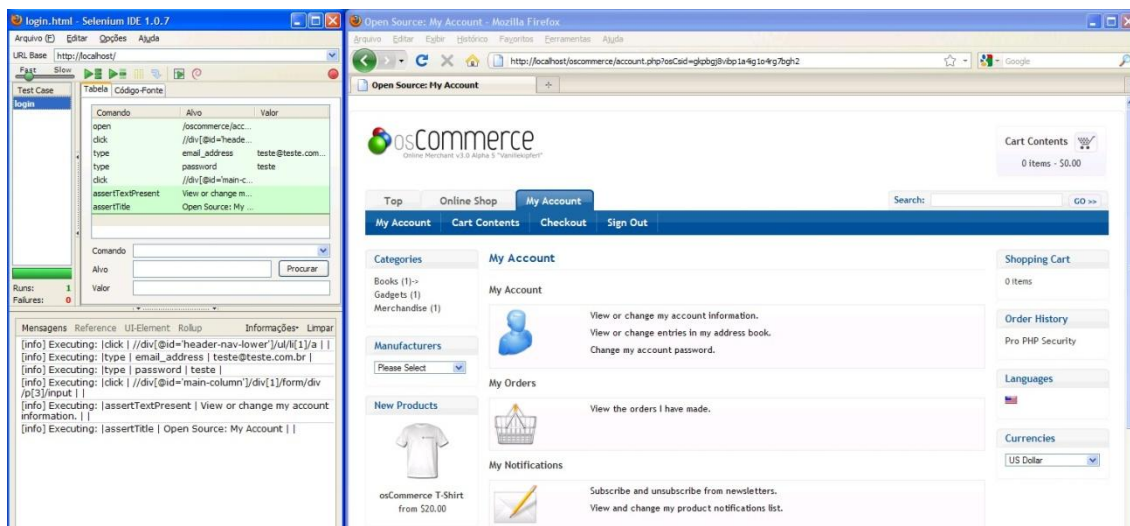 login.html - Selenium IDE 1.0.7
Arquivo (F) Editar Opções Ajuda
URL Base http://localhost/
Fast Slow
Test Case
login
Tabela Código-Fonte
Comando Alvo Valor
open /oscommerce/acc...
click //div[@id='heade...
type email_address teste@teste.com...
type password teste
click //div[@id='main-c...
assertTextPresent View or change m...
assertTitle Open Source: My ...
Comando
Alvo Procurar
Valor
Runs: 1
Failures: 0
Mensagens Reference UI-Element Rollup Informações Limpar
[info] Executing: |click | //div[@id='header-nav-lower']/ul/li[1]/a | |
[info] Executing: |type | email_address | teste@teste.com.br |
[info] Executing: |type | password | teste |
[info] Executing: |click | //div[@id='main-column']/div[1]/form/div
/p[3]/input | |
[info] Executing: |assertTextPresent | View or change my account
information. | |
[info] Executing: |assertTitle | Open Source: My Account | |
Open Source: My Account - Mozilla Firefox
Arquivo Editar Exibir Histórico Favoritos Ferramentas Ajuda
Google
Open Source: My Account
osCommerce
Online Merchant v3.0 Alpha 5 "Vanillekipferl"
Cart Contents
0 items - $0.00
Top Online Shop My Account
Search: GO >>
My Account Cart Contents Checkout Sign Out
Categories
Books (1)->
Gadgets (1)
Merchandise (1)
Manufacturers
Please Select
New Products
osCommerce T-Shirt
from $20.00
My Account
My Account
View or change my account information.
View or change entries in my address book.
Change my account password.
My Orders
View the orders I have made.
My Notifications
Subscribe and unsubscribe from newsletters.
View and change my product notifications list.
Shopping Cart
0 items
Order History
Pro PHP Security
Languages
Currencies
US Dollar